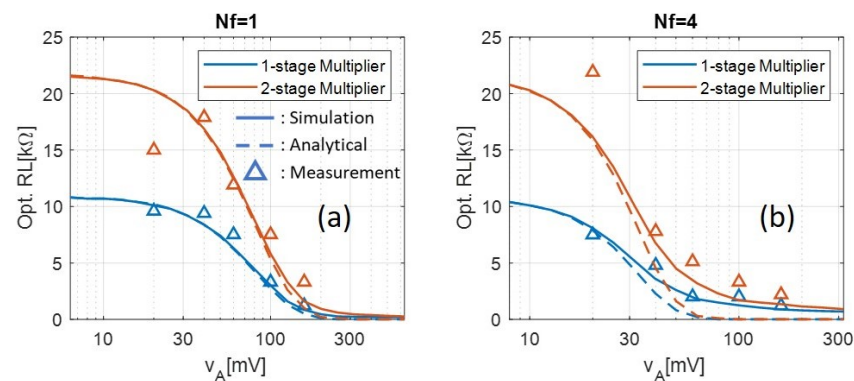 Nf=1
25
20
15
10
5
0
Opt. RL[kΩ]
10
30
100
300
v_A[mV]
1-stage Multiplier
2-stage Multiplier
: Simulation
: Analytical
: Measurement
(a)
Nf=4
25
20
15
10
5
0
Opt. RL[kΩ]
10
30
100
300
v_A[mV]
1-stage Multiplier
2-stage Multiplier
(b)